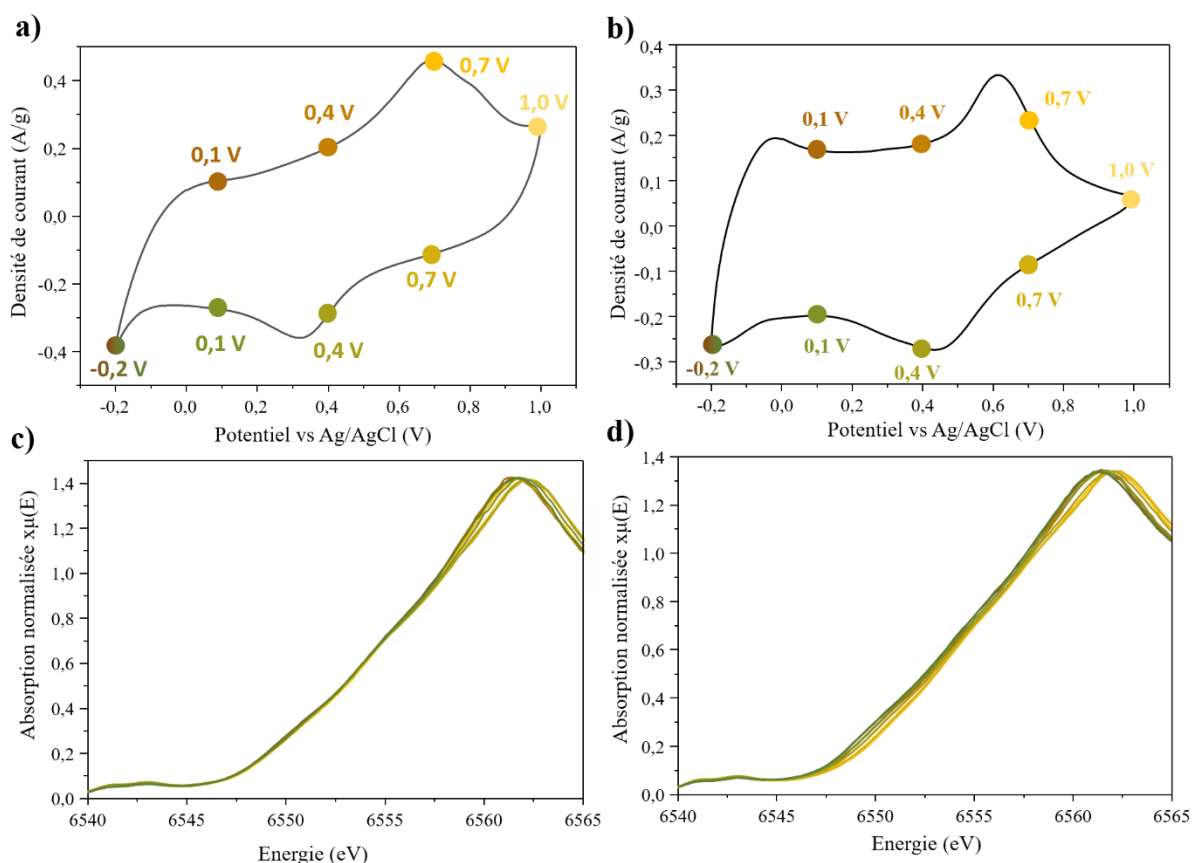 a)
Densité de courant (A/g)
0,4
0,2
0,0
-0,2
-0,4
0,1 V
0,4 V
0,7 V
1,0 V
0,7 V
0,4 V
0,1 V
-0,2 V
-0,2 0,0 0,2 0,4 0,6 0,8 1,0
Potentiel vs Ag/AgCl (V)
b)
Densité de courant (A/g)
0,4
0,3
0,2
0,1
0,0
-0,1
-0,2
-0,3
0,1 V
0,4 V
0,7 V
1,0 V
0,7 V
0,4 V
0,1 V
-0,2 V
-0,2 0,0 0,2 0,4 0,6 0,8 1,0
Potentiel vs Ag/AgCl (V)
c)
Absorption normalisée xμ(E)
1,4
1,2
1,0
0,8
0,6
0,4
0,2
0,0
6540 6545 6550 6555 6560 6565
Energie (eV)
d)
Absorption normalisée xμ(E)
1,4
1,2
1,0
0,8
0,6
0,4
0,2
0,0
6540 6545 6550 6555 6560 6565
Energie (eV)